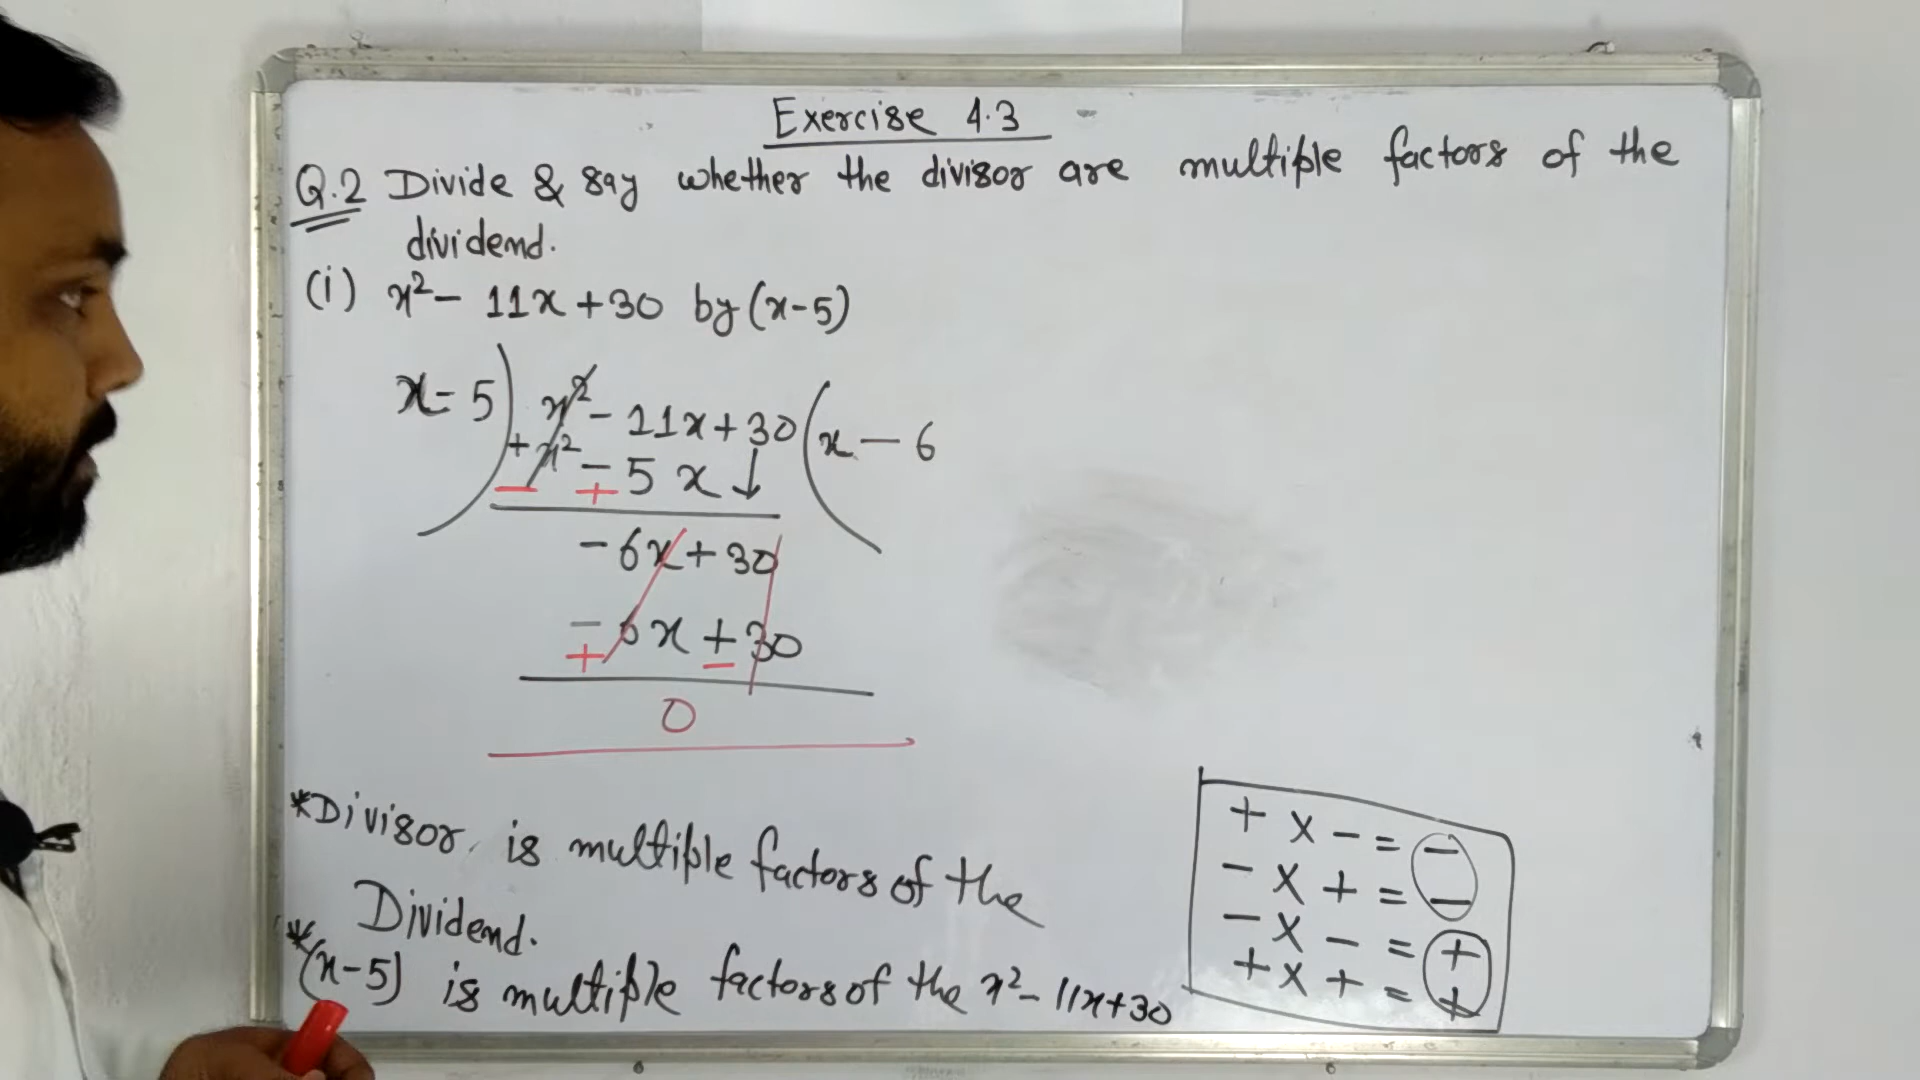 Exercise 4.3
Q.2 Divide & say whether the divisor are multiple factors of the
dividend.
(i) x² - 11x + 30 by (x-5)
x - 5 ) x² - 11x + 30 ( x - 6
+ x² - 5x ↓
- +
- 6x + 30
- 6x + 30
+ -
0
*Divisor is multiple factors of the
Dividend.
*(x-5) is multiple factors of the x² - 11x + 30
+ x - = -
- x + = -
- x - = +
+ x + = +